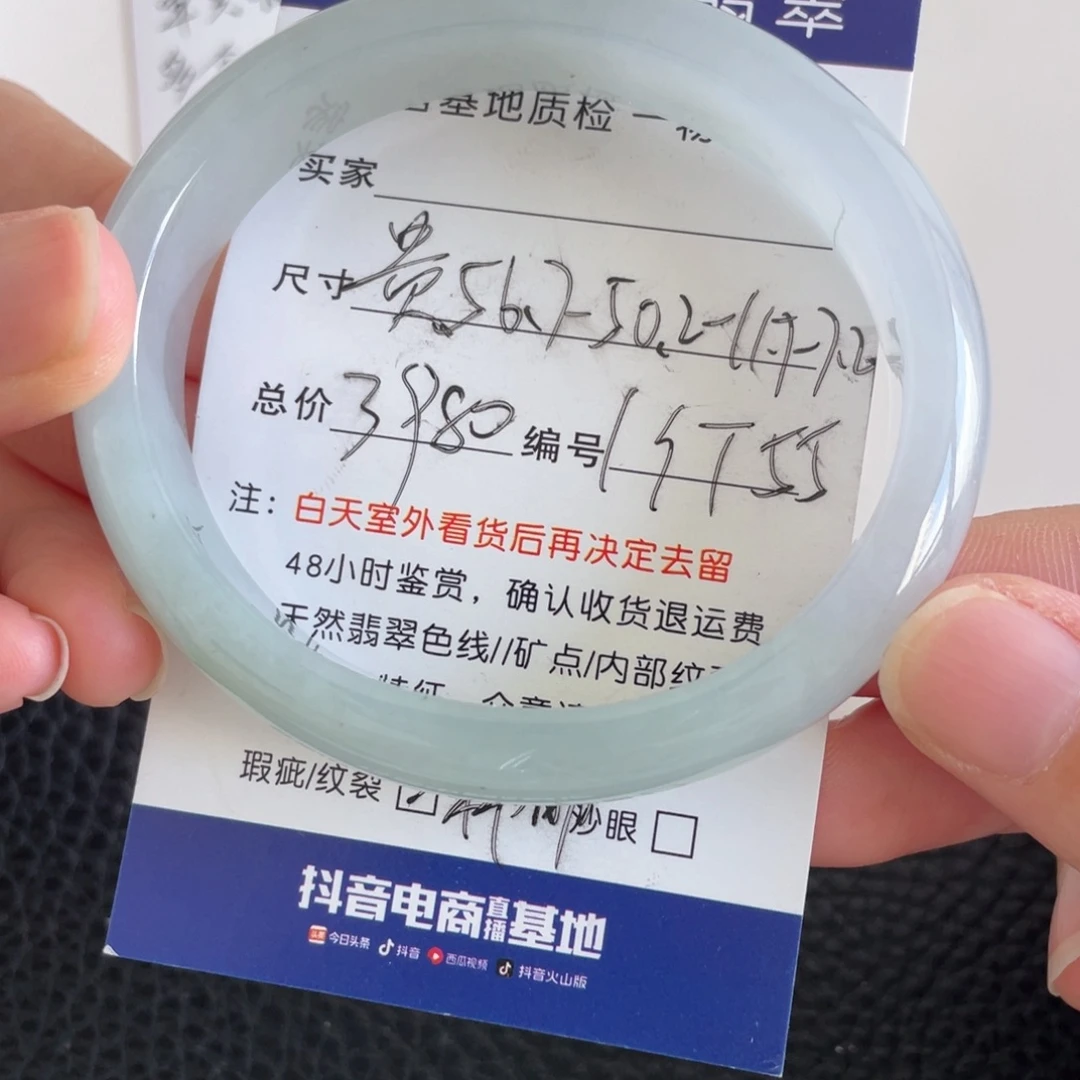 翠
基地质检一
买家
尺寸 贵.56.7-50.2-11.5-7.2
总价 3980 编号
注：白天室外看货后再决定去留
48小时鉴赏，确认收货退运费
天然翡翠色线//矿点/内部纹
瑕疵/纹裂 眼
抖音电商直播基地
今日头条 抖音 西瓜视频 抖音火山版